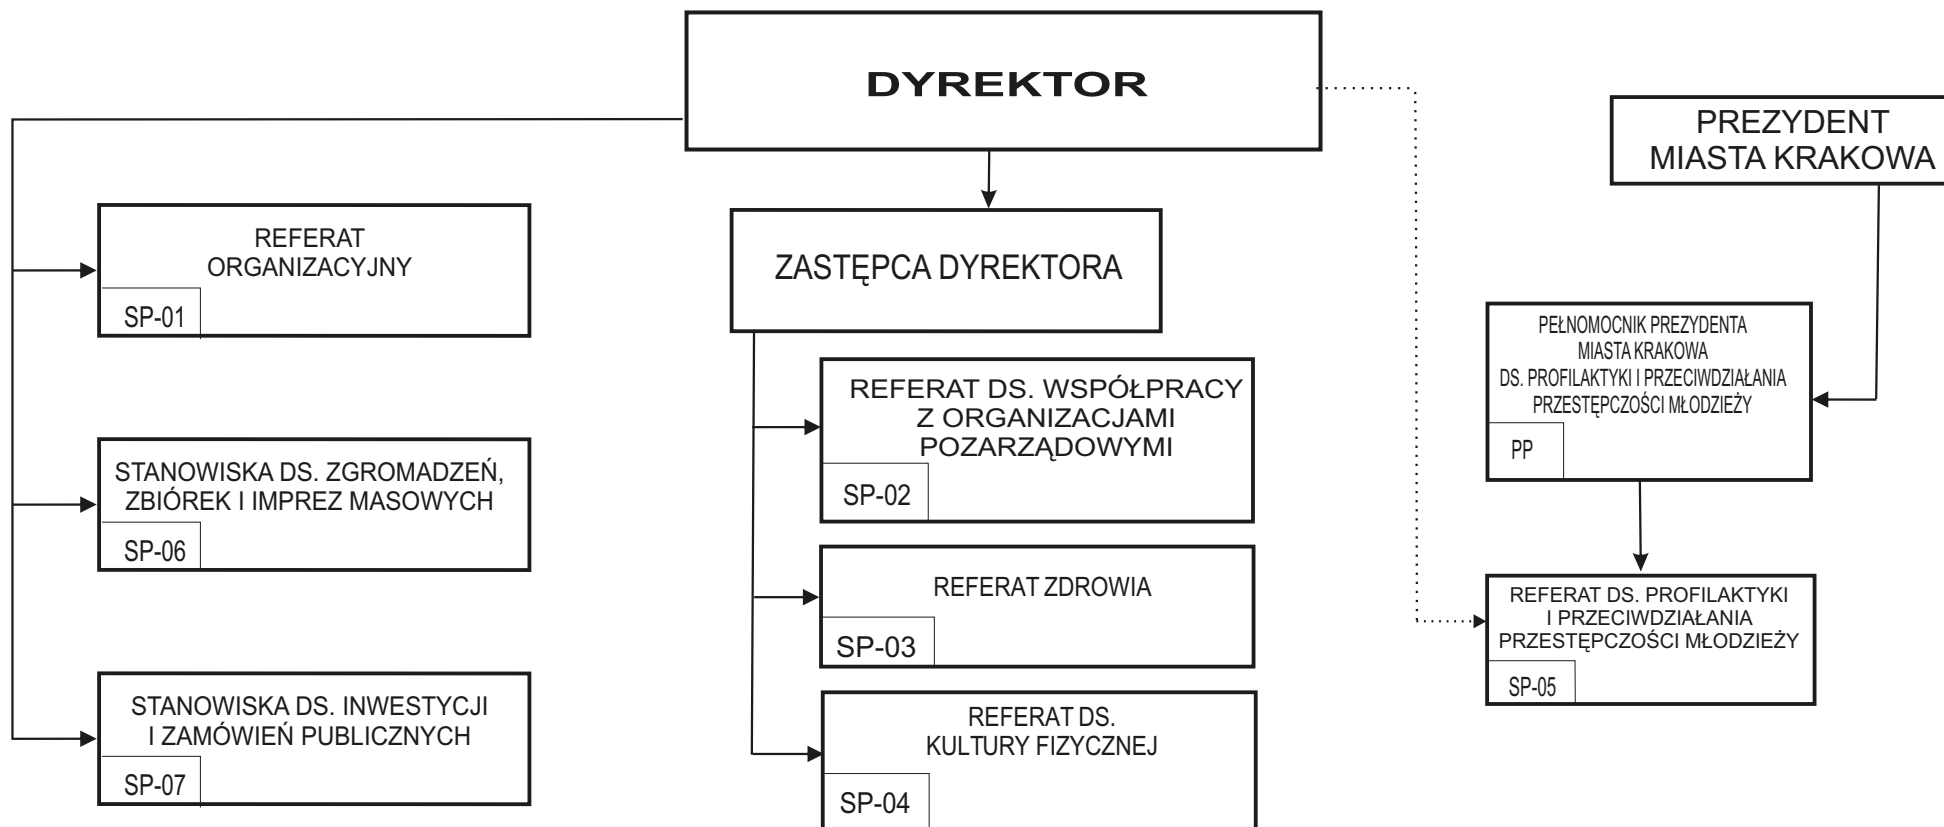 DYREKTOR
PREZYDENT
MIASTA KRAKOWA
REFERAT
ORGANIZACYJNY
SP-01
STANOWISKA DS. ZGROMADZEŃ,
ZBIÓREK I IMPREZ MASOWYCH
SP-06
STANOWISKA DS. INWESTYCJI
I ZAMÓWIEŃ PUBLICZNYCH
SP-07
ZASTĘPCA DYREKTORA
REFERAT DS. WSPÓŁPRACY
Z ORGANIZACJAMI
POZARZĄDOWYMI
SP-02
REFERAT ZDROWIA
SP-03
REFERAT DS.
KULTURY FIZYCZNEJ
SP-04
PEŁNOMOCNIK PREZYDENTA
MIASTA KRAKOWA
DS. PROFILAKTYKI I PRZECIWDZIAŁANIA
PRZESTĘPCZOŚCI MŁODZIEŻY
PP
REFERAT DS. PROFILAKTYKI
I PRZECIWDZIAŁANIA
PRZESTĘPCZOŚCI MŁODZIEŻY
SP-05